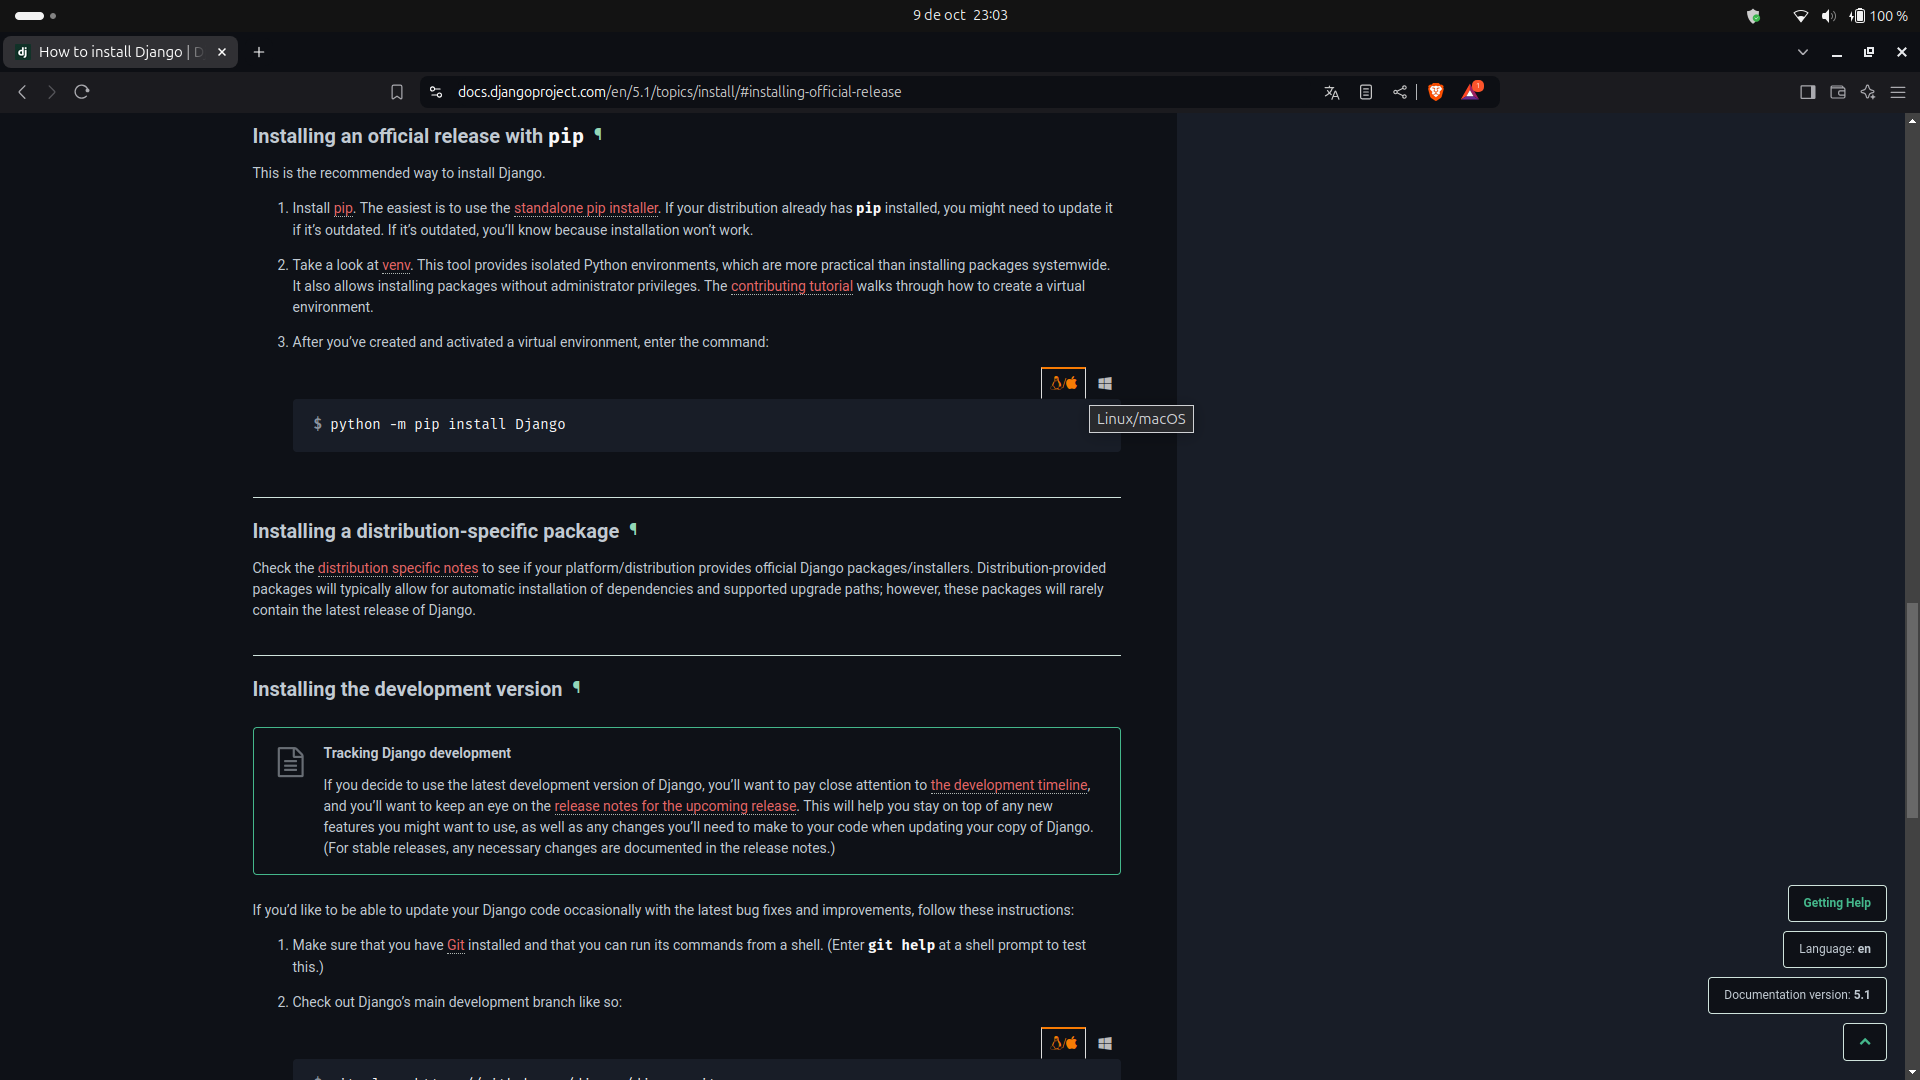 9 de oct 23:03
100 %
dj How to install Django | D
docs.djangoproject.com/en/5.1/topics/install/#installing-official-release
1
Installing an official release with pip ¶
This is the recommended way to install Django.
1. Install pip. The easiest is to use the standalone pip installer. If your distribution already has pip installed, you might need to update it
if it’s outdated. If it’s outdated, you’ll know because installation won’t work.
2. Take a look at venv. This tool provides isolated Python environments, which are more practical than installing packages systemwide.
It also allows installing packages without administrator privileges. The contributing tutorial walks through how to create a virtual
environment.
3. After you’ve created and activated a virtual environment, enter the command:
/
$ python -m pip install Django
Linux/macOS
Installing a distribution-specific package ¶
Check the distribution specific notes to see if your platform/distribution provides official Django packages/installers. Distribution-provided
packages will typically allow for automatic installation of dependencies and supported upgrade paths; however, these packages will rarely
contain the latest release of Django.
Installing the development version ¶
Tracking Django development
If you decide to use the latest development version of Django, you’ll want to pay close attention to the development timeline,
and you’ll want to keep an eye on the release notes for the upcoming release. This will help you stay on top of any new
features you might want to use, as well as any changes you’ll need to make to your code when updating your copy of Django.
(For stable releases, any necessary changes are documented in the release notes.)
If you’d like to be able to update your Django code occasionally with the latest bug fixes and improvements, follow these instructions:
1. Make sure that you have Git installed and that you can run its commands from a shell. (Enter git help at a shell prompt to test
this.)
2. Check out Django’s main development branch like so:
/
Getting Help
Language: en
Documentation version: 5.1